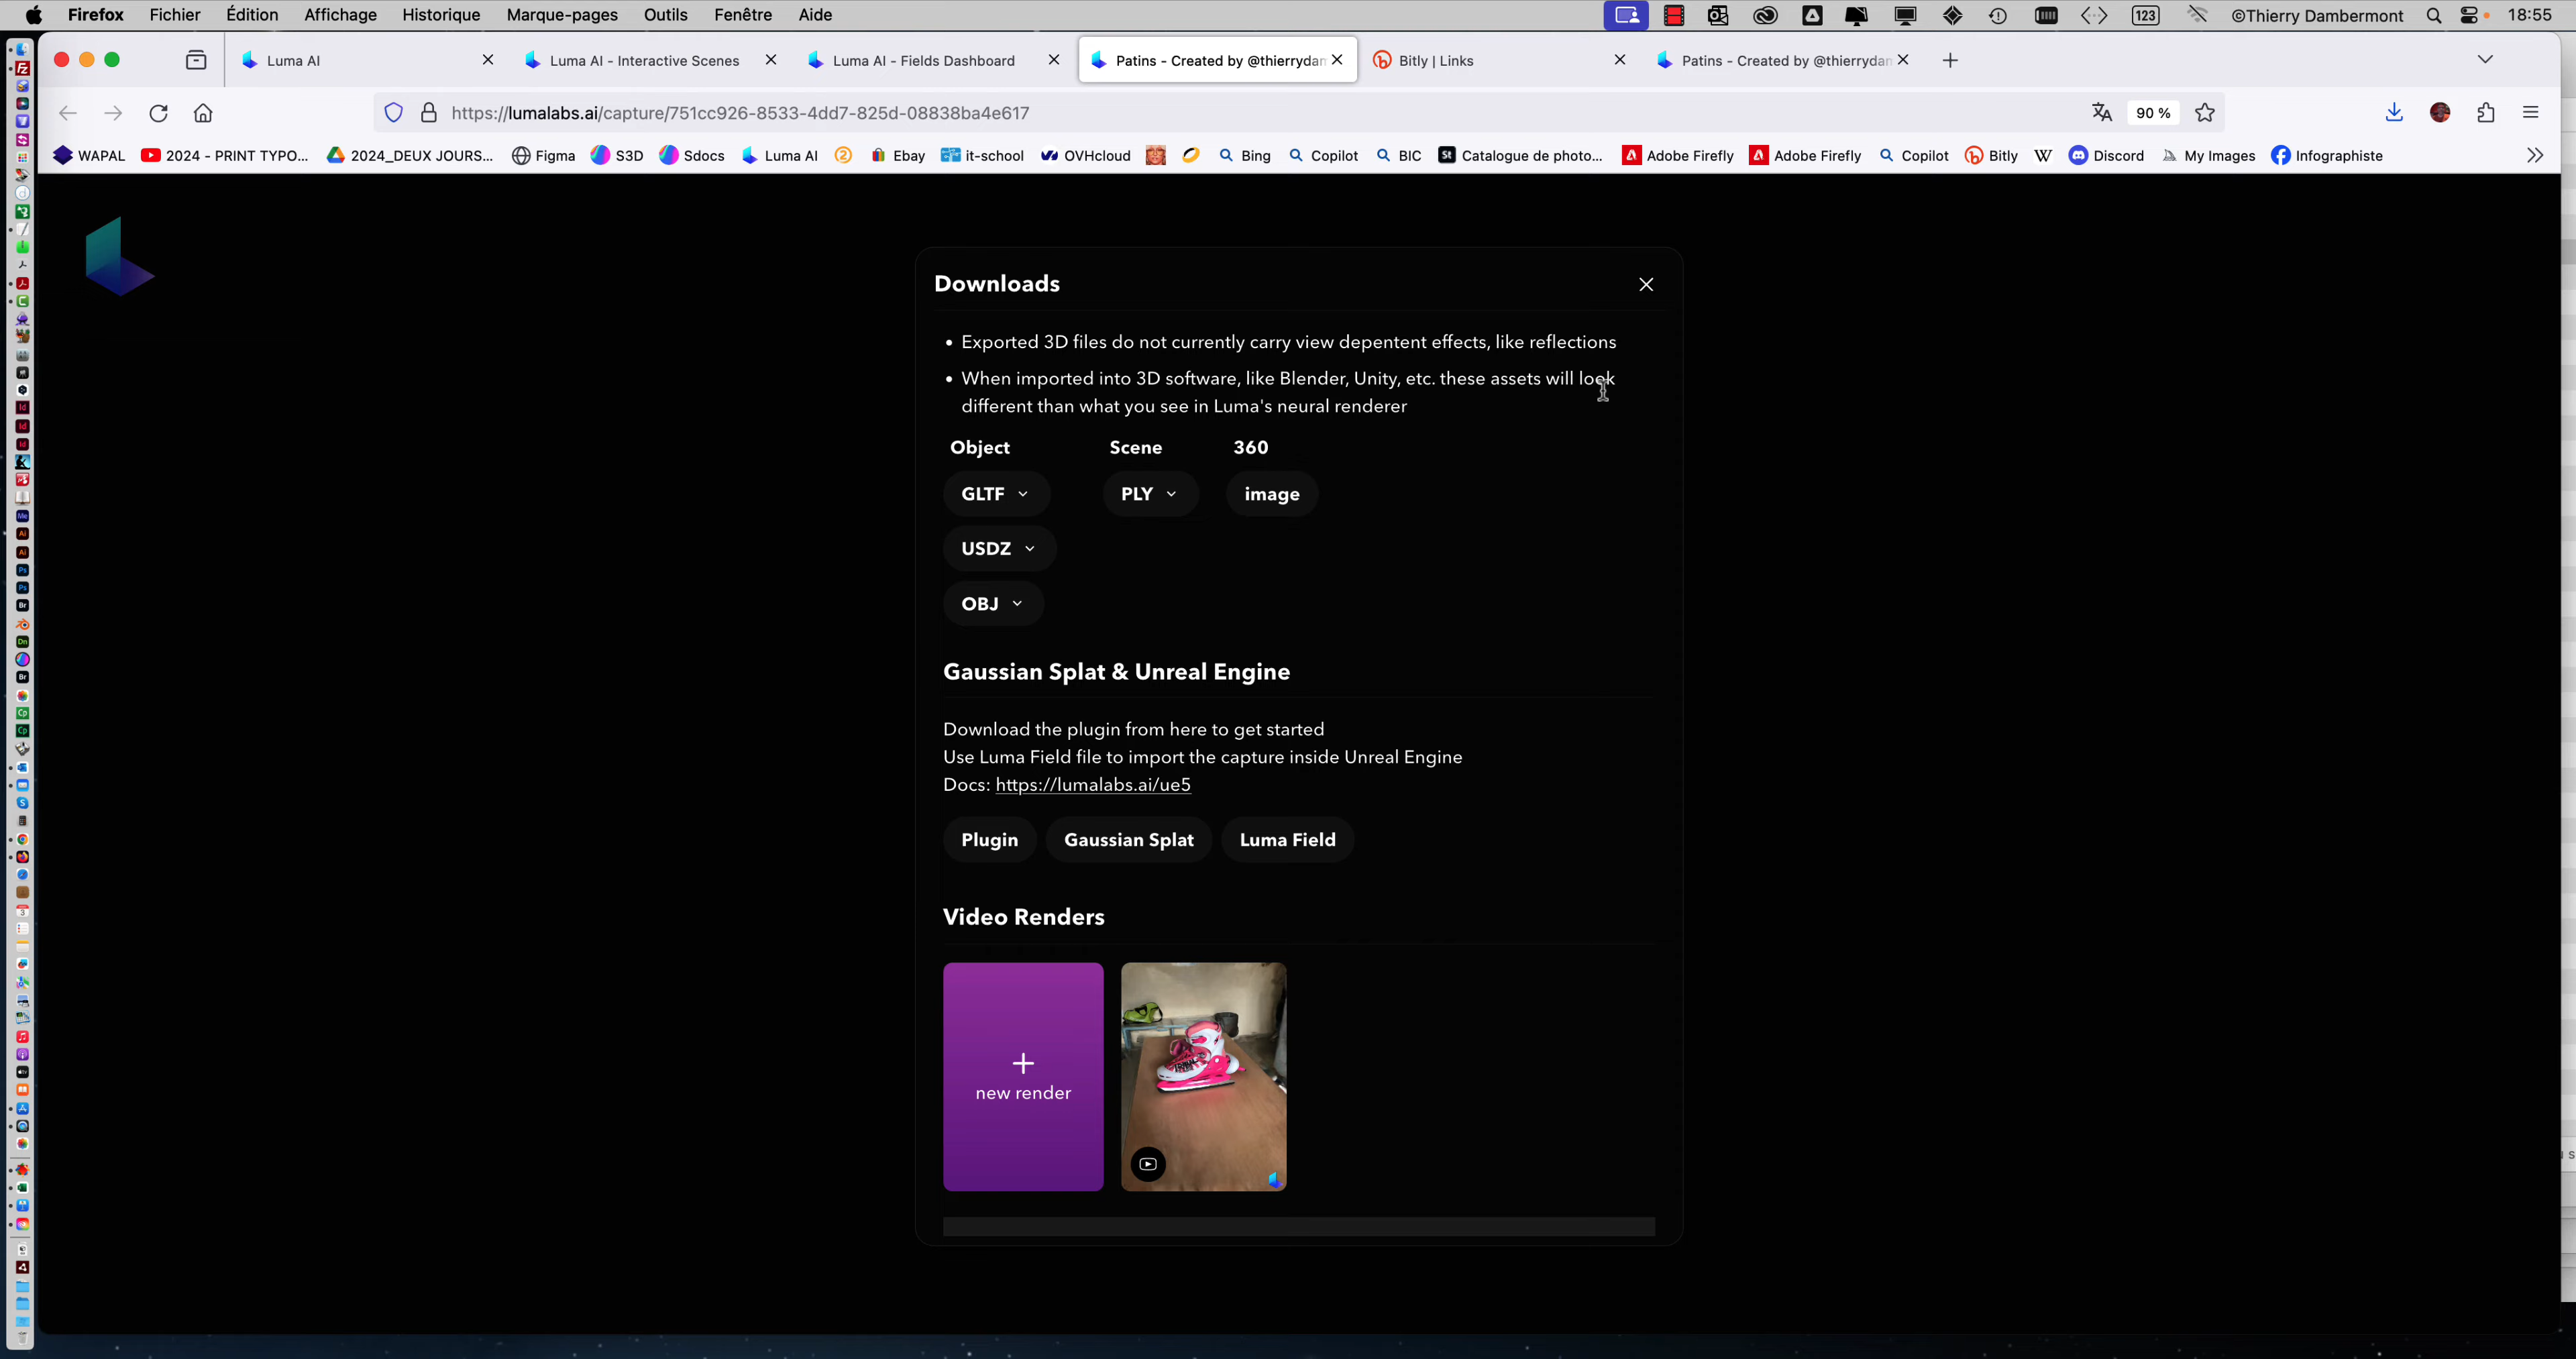 Firefox Fichier Édition Affichage Historique Marque-pages Outils Fenêtre Aide 123 ©Thierry Dambermont 18:55
Luma AI Luma AI - Interactive Scenes Luma AI - Fields Dashboard Patins - Created by @thierrydam Bitly | Links Patins - Created by @thierrydan
https://lumalabs.ai/capture/751cc926-8533-4dd7-825d-08838ba4e617 90 %
WAPAL 2024 - PRINT TYPO... 2024_DEUX JOURS... Figma S3D Sdocs Luma AI Ebay it-school OVHcloud Bing Copilot BIC St Catalogue de photo... Adobe Firefly Adobe Firefly Copilot Bitly W Discord My Images Infographiste
Downloads
• Exported 3D files do not currently carry view depentent effects, like reflections
• When imported into 3D software, like Blender, Unity, etc. these assets will look
different than what you see in Luma's neural renderer
Object Scene 360
GLTF PLY image
USDZ
OBJ
Gaussian Splat & Unreal Engine
Download the plugin from here to get started
Use Luma Field file to import the capture inside Unreal Engine
Docs: https://lumalabs.ai/ue5
Plugin Gaussian Splat Luma Field
Video Renders
+
new render